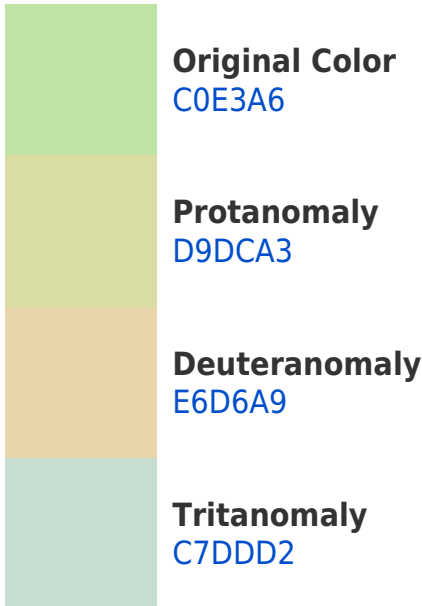 Original Color
C0E3A6
Protanomaly
D9DCA3
Deuteranomaly
E6D6A9
Tritanomaly
C7DDD2